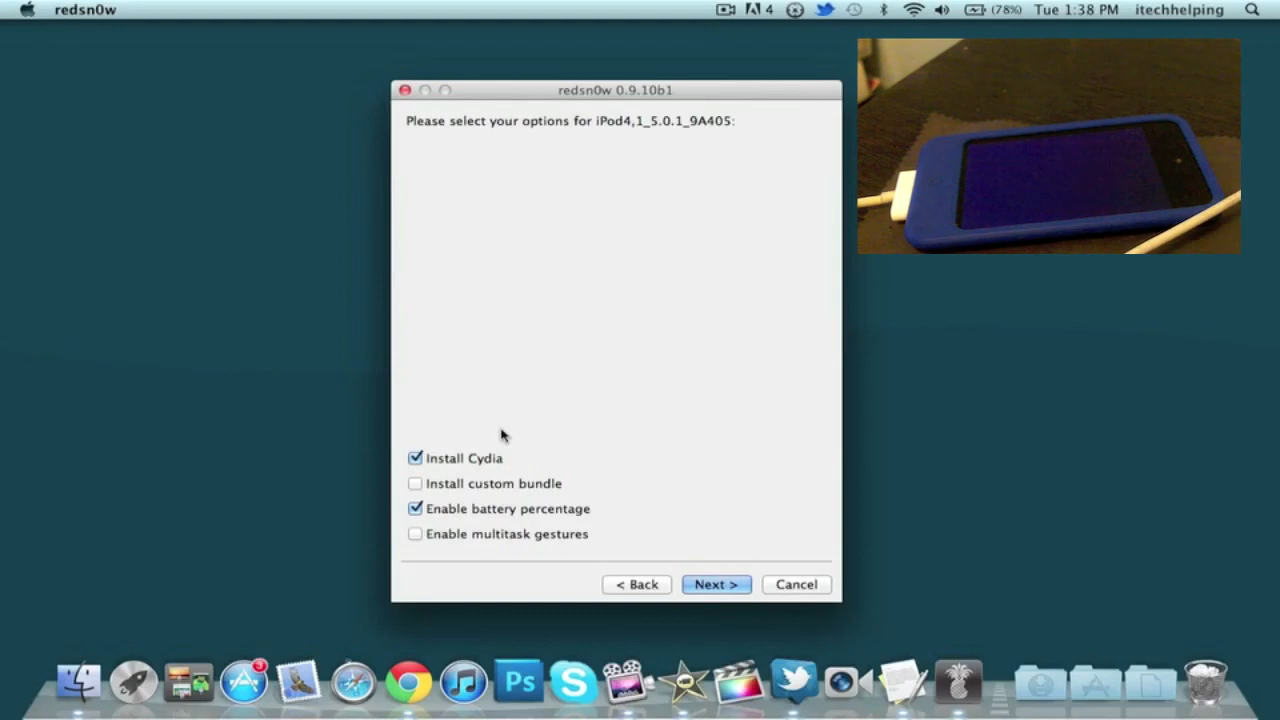 redsn0w
4
(78%)
Tue 1:38 PM
itechhelping
redsn0w 0.9.10b1
Please select your options for iPod4,1_5.0.1_9A405:
Install Cydia
Install custom bundle
Enable battery percentage
Enable multitask gestures
< Back
Next >
Cancel
3
Ps